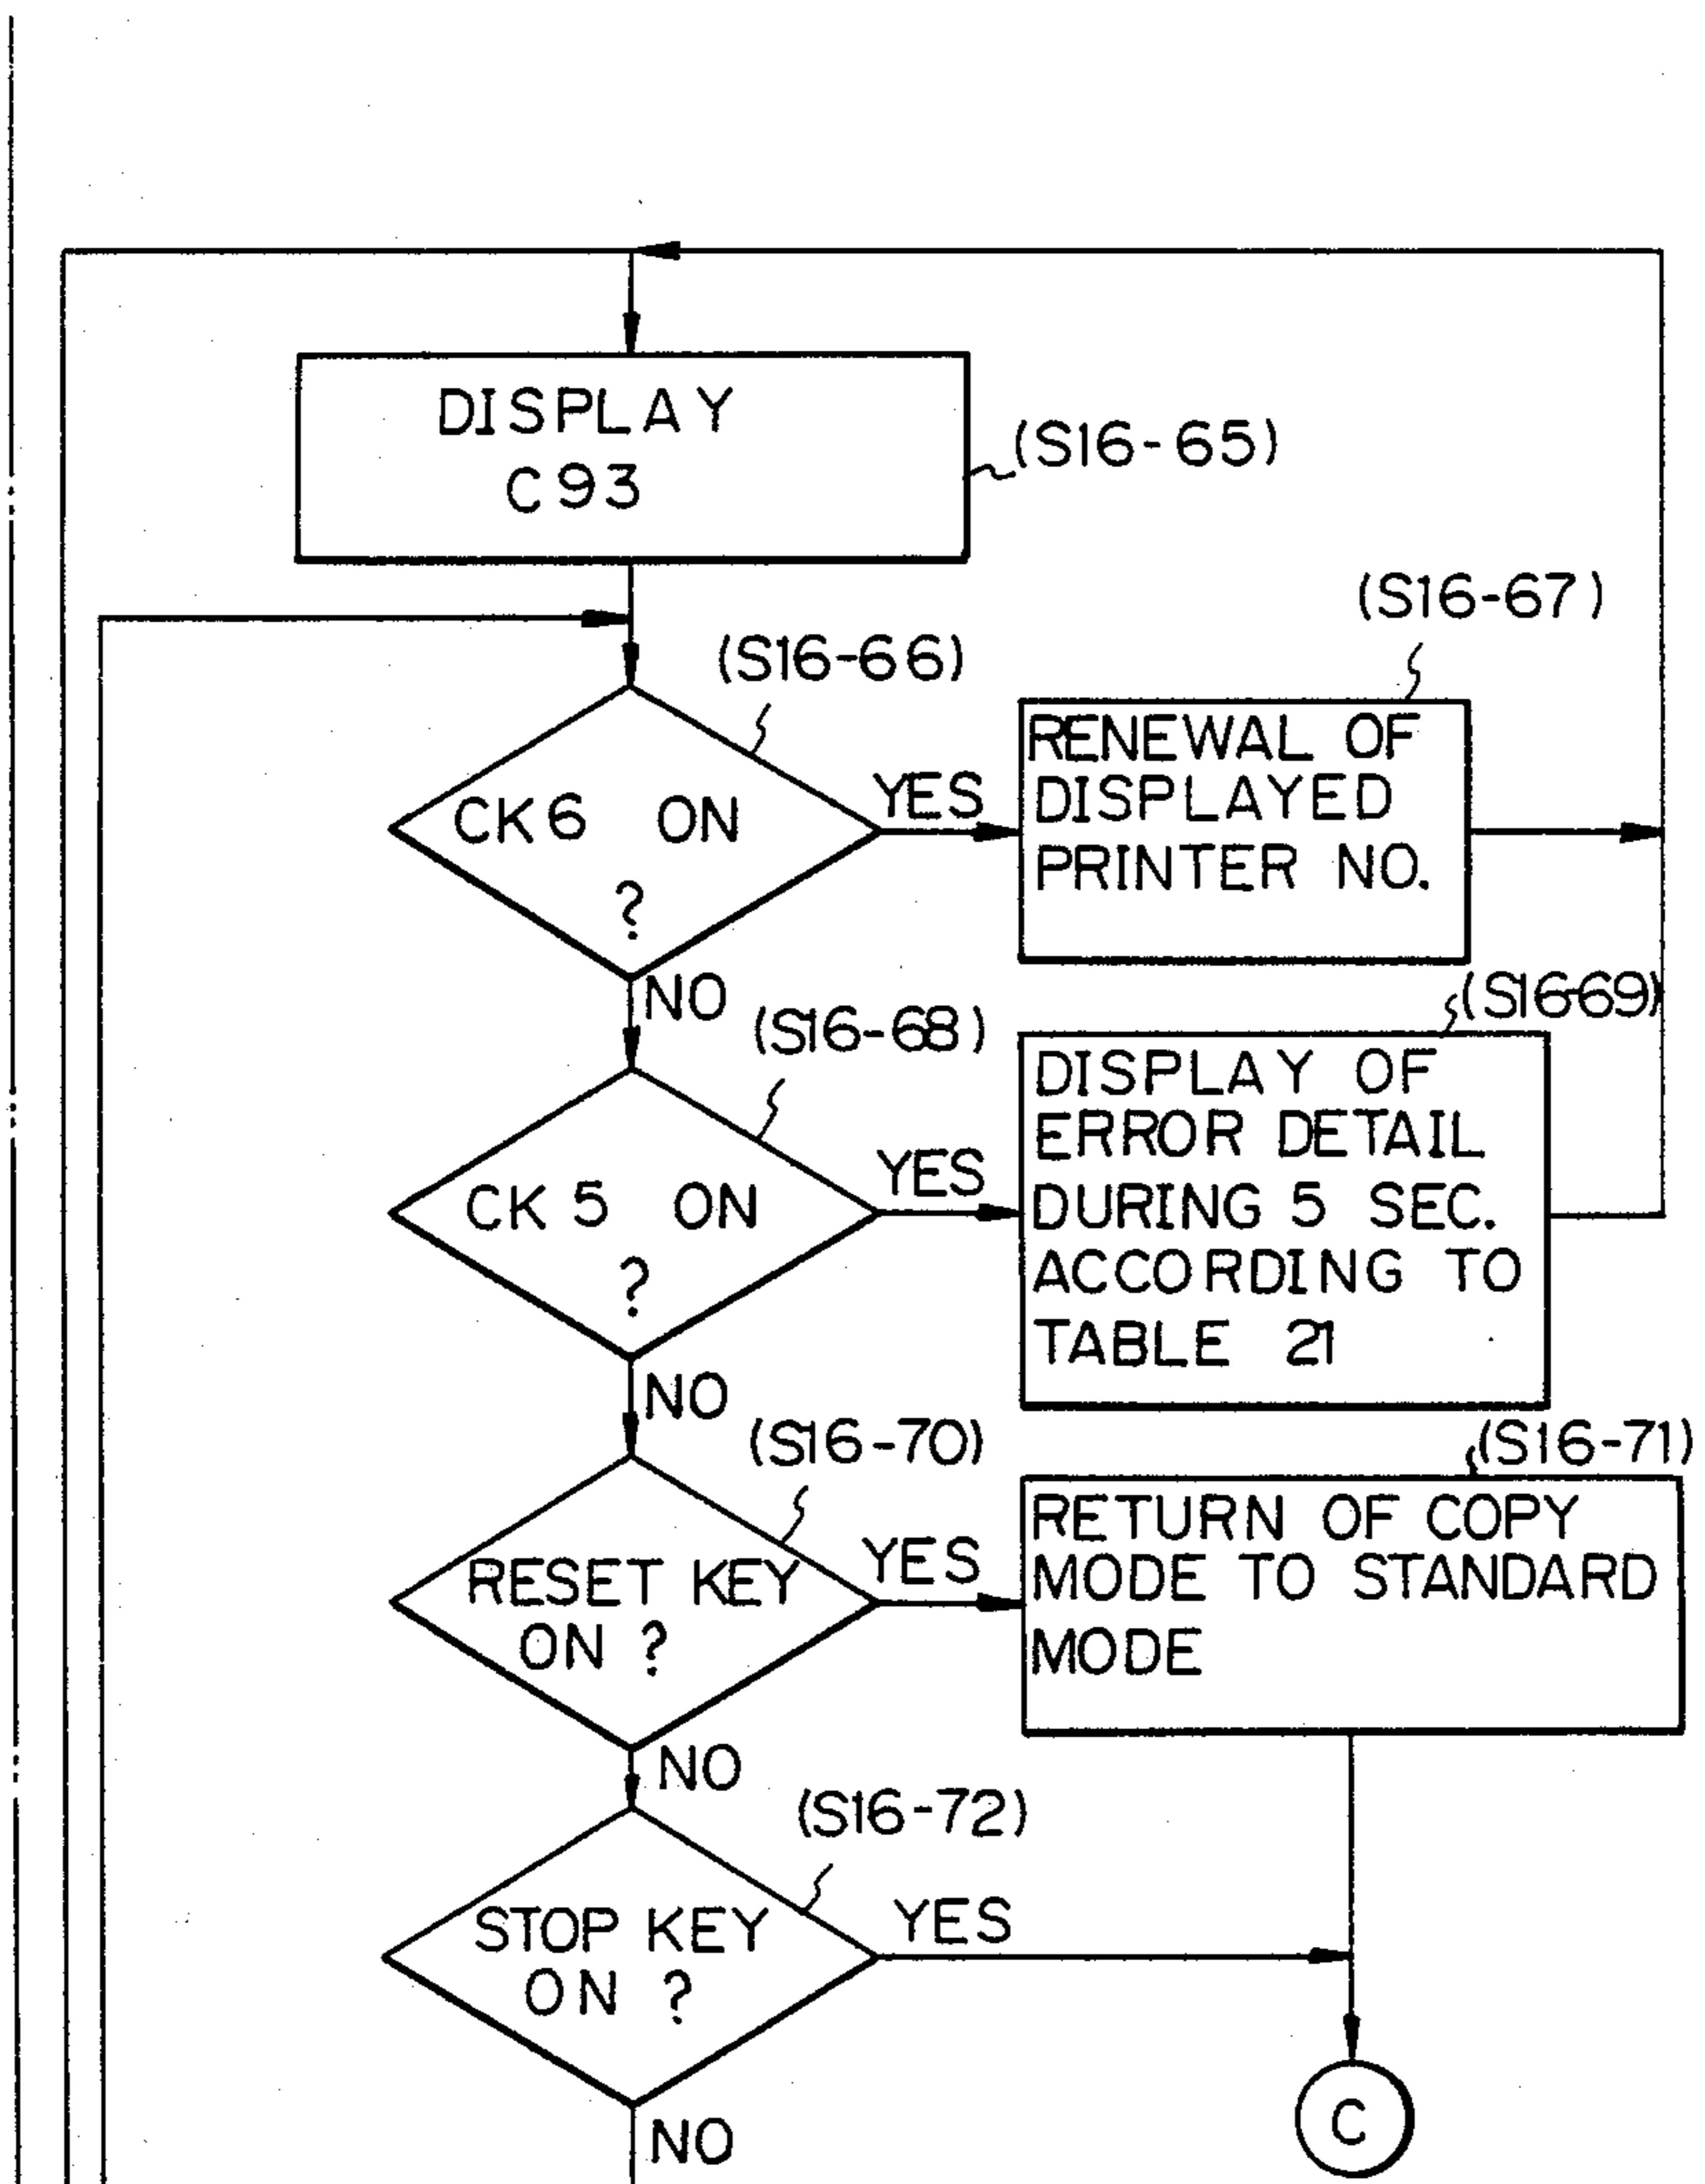 DISPLAY
C93
(S16-65)
(S16-66)
(S16-67)
CK6 ON
?
YES
RENEWAL OF
DISPLAYED
PRINTER NO.
NO
(S16-68)
(S16-69)
CK 5 ON
?
YES
DISPLAY OF
ERROR DETAIL
DURING 5 SEC.
ACCORDING TO
TABLE 21
NO
(S16-70)
(S16-71)
RESET KEY
ON ?
YES
RETURN OF COPY
MODE TO STANDARD
MODE
NO
(S16-72)
STOP KEY
ON ?
YES
NO
C